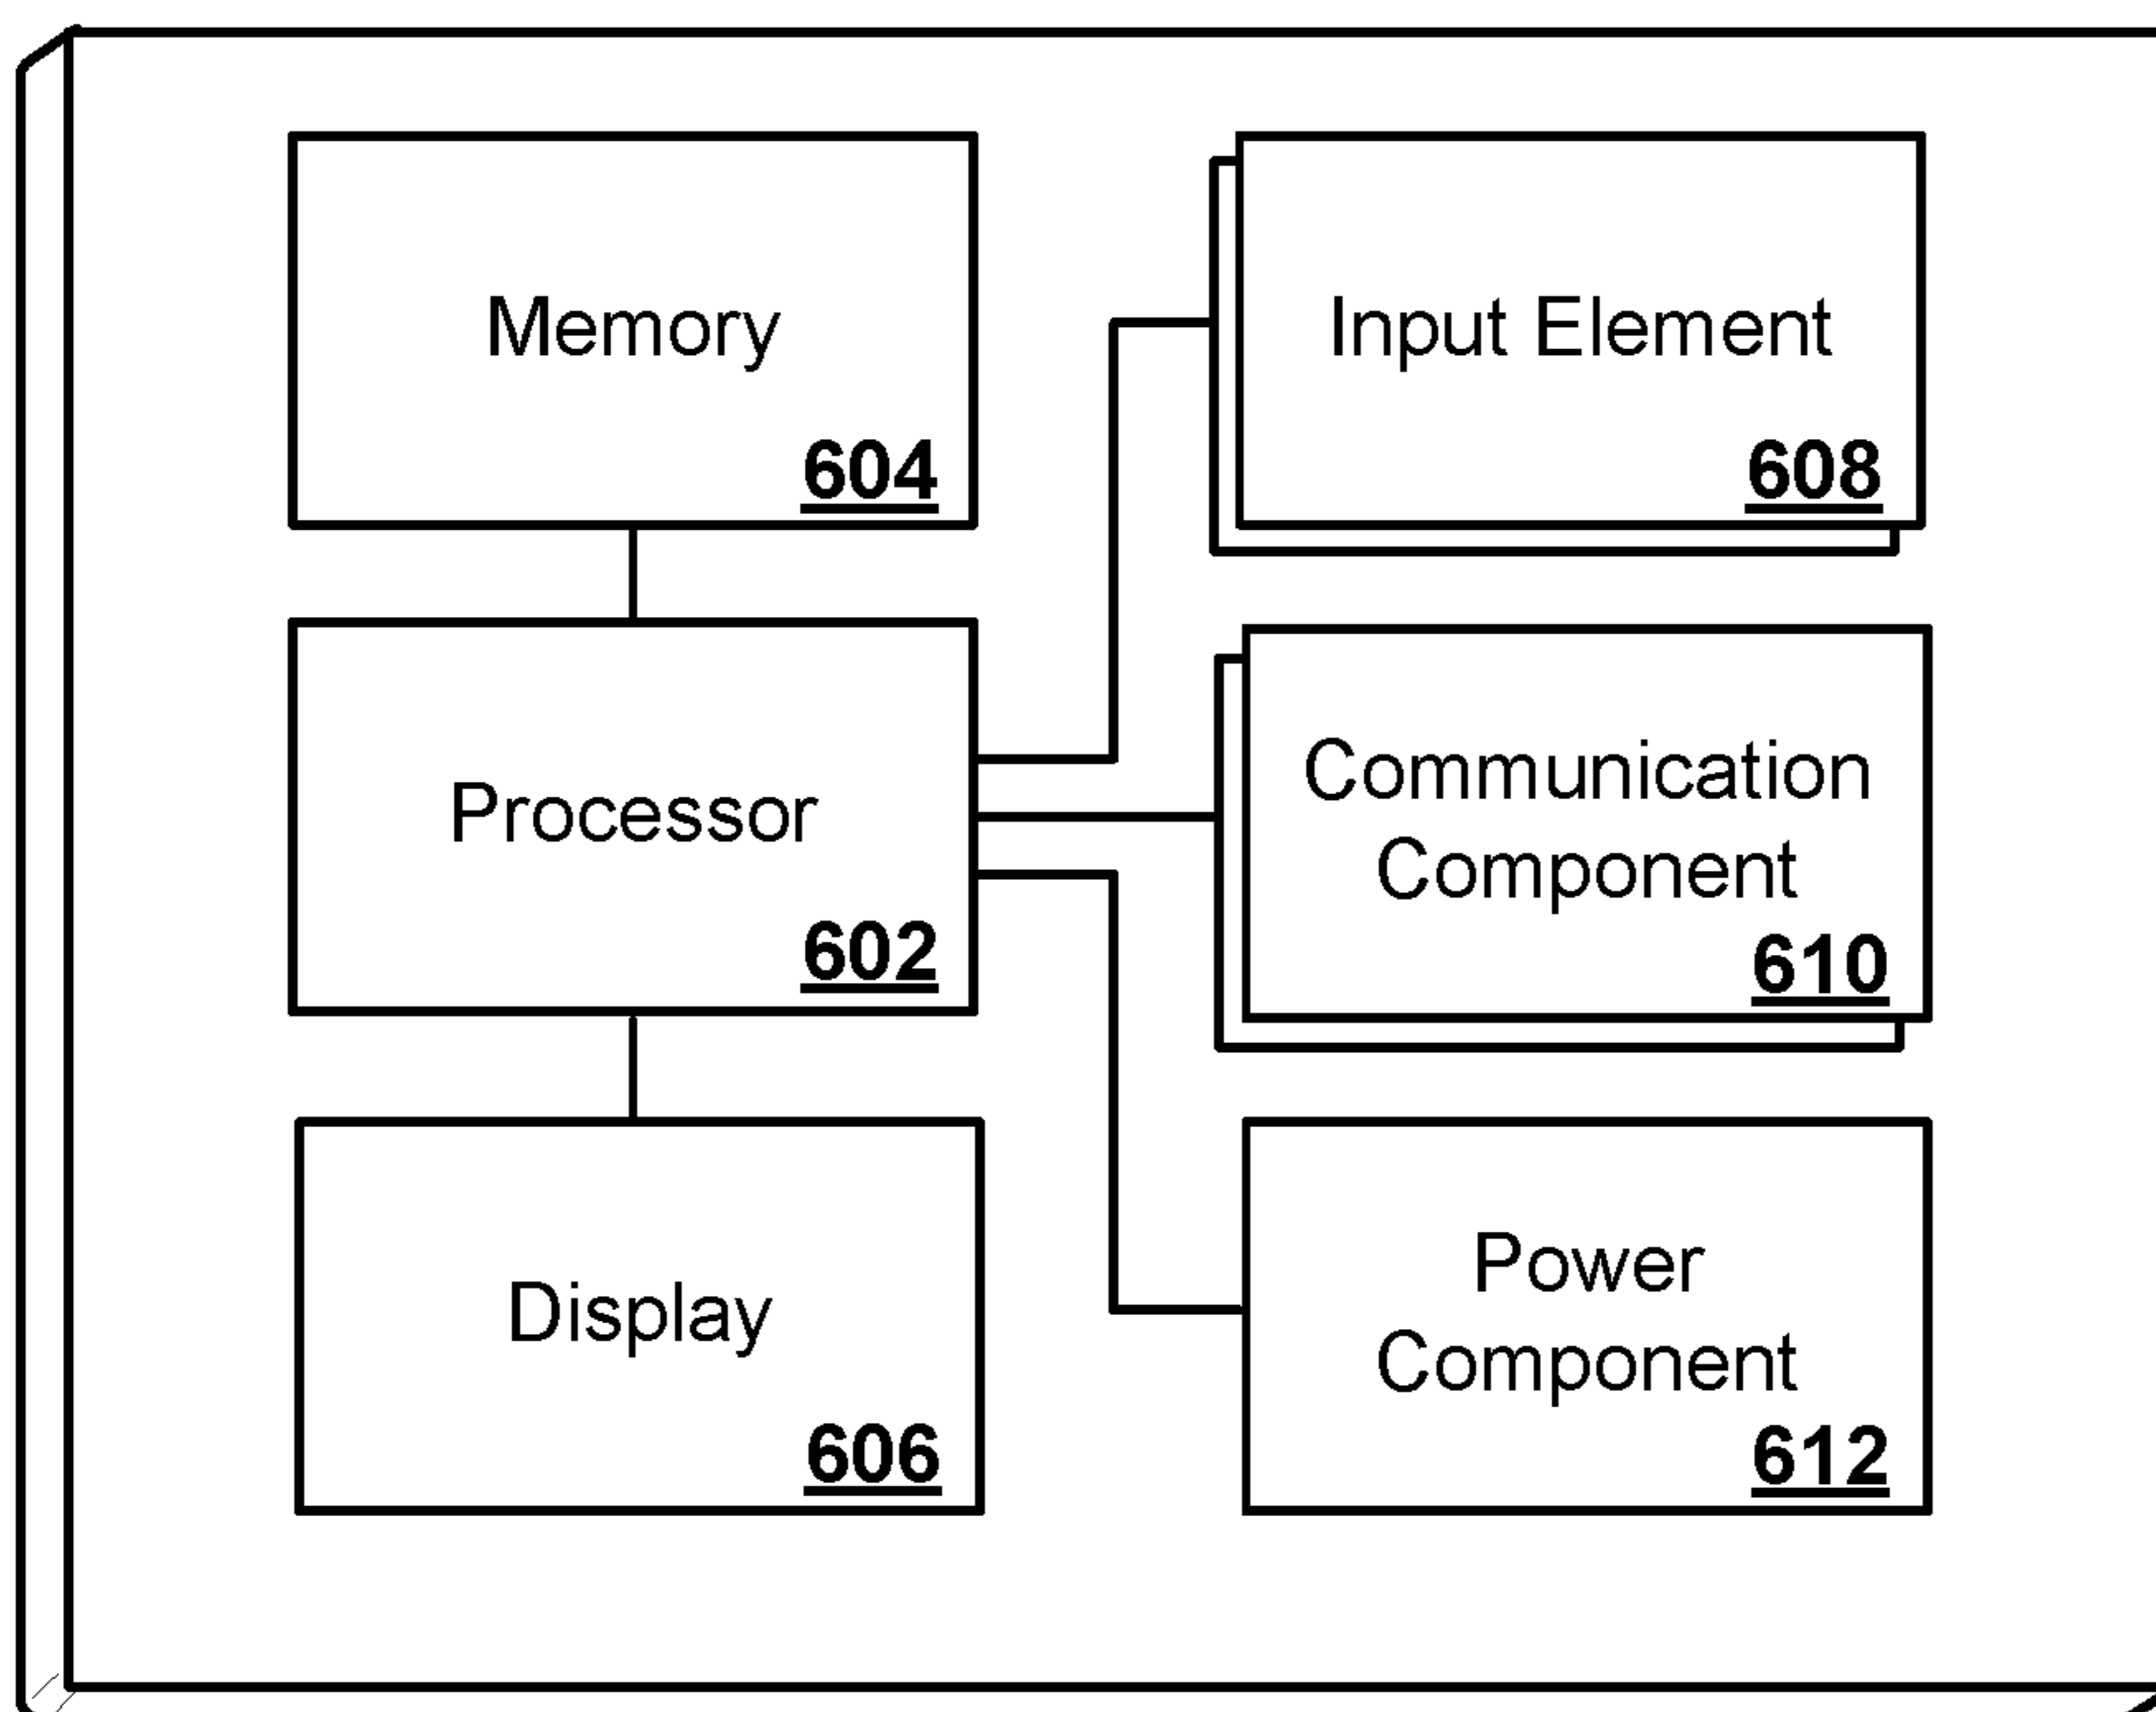 Memory
604
Input Element
608
Processor
602
Communication
Component
610
Display
606
Power
Component
612